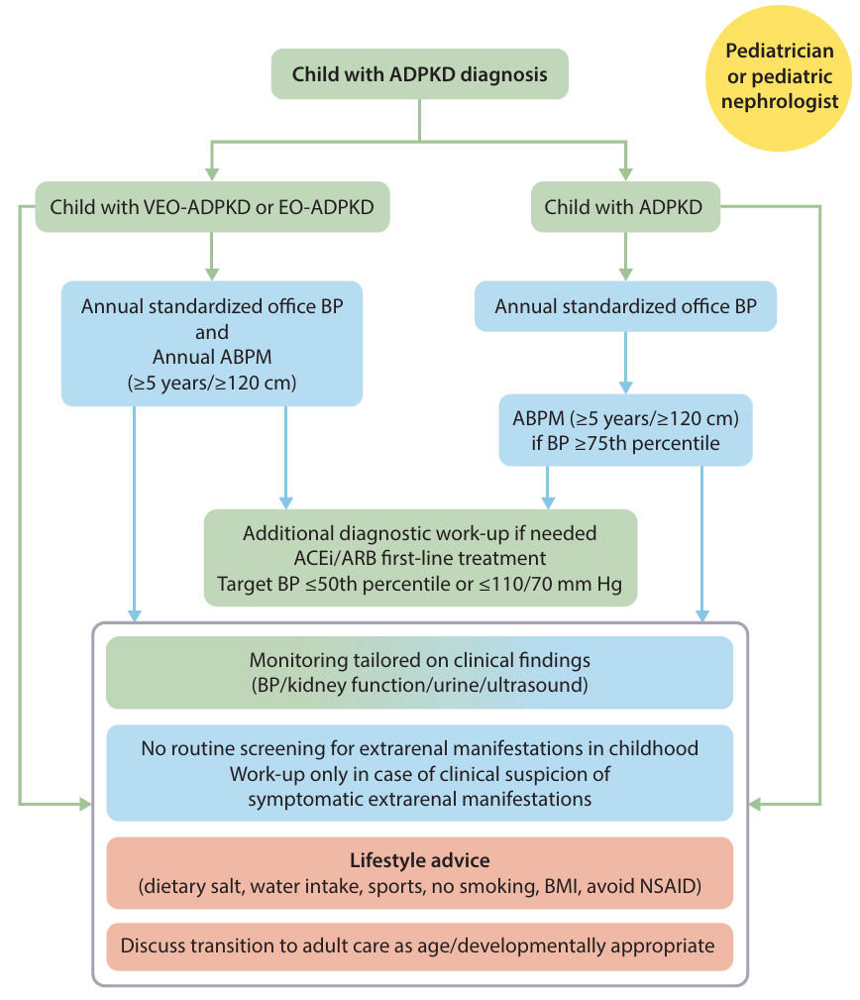 Pediatrician
or pediatric
nephrologist
Child with ADPKD diagnosis
Child with VEO-ADPKD or EO-ADPKD
Child with ADPKD
Annual standardized office BP
and
Annual ABPM
(≥5 years/≥120 cm)
Annual standardized office BP
ABPM (≥5 years/≥120 cm)
if BP ≥75th percentile
Additional diagnostic work-up if needed
ACEi/ARB first-line treatment
Target BP ≤50th percentile or ≤110/70 mm Hg
Monitoring tailored on clinical findings
(BP/kidney function/urine/ultrasound)
No routine screening for extrarenal manifestations in childhood
Work-up only in case of clinical suspicion of
symptomatic extrarenal manifestations
Lifestyle advice
(dietary salt, water intake, sports, no smoking, BMI, avoid NSAID)
Discuss transition to adult care as age/developmentally appropriate